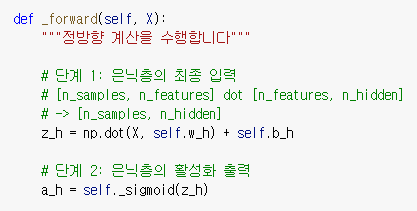 def _forward(self, X):
"""정방향 계산을 수행합니다"""
# 단계 1: 은닉층의 최종 입력
# [n_samples, n_features] dot [n_features, n_hidden]
# -> [n_samples, n_hidden]
z_h = np.dot(X, self.w_h) + self.b_h
# 단계 2: 은닉층의 활성화 출력
a_h = self._sigmoid(z_h)